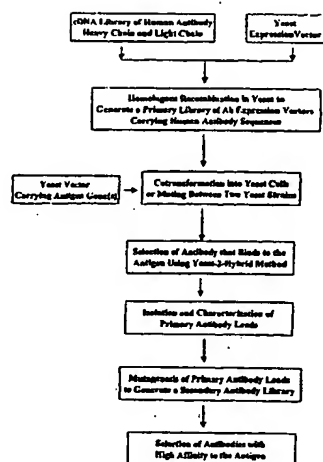 cDNA Library of Human Antibody
Heavy Chain and Light Chain
Yeast
Expression Vector
Homologous Recombination in Yeast to
Generate a Primary Library of Ab Expression Vectors
Carrying Human Antibody Sequences
Yeast Vector
Carrying Antigen Gene(s)
Cotransformation into Yeast Cells
or Mating Between Two Yeast Strains
Selection of Antibody that Binds to the
Antigen Using Yeast-2-Hybrid Method
Isolation and Characterization of
Primary Antibody Leads
Mutagenesis of Primary Antibody Leads
to Generate a Secondary Antibody Library
Selection of Antibodies with
High Affinity to the Antigen